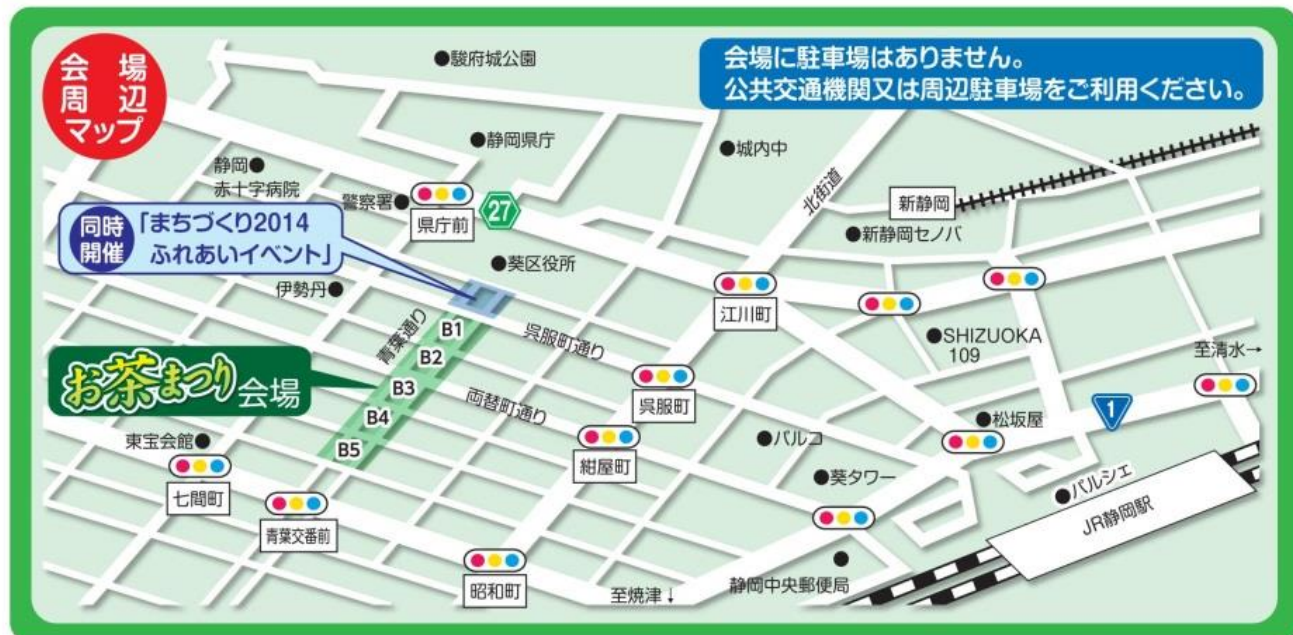 会場
周辺
マップ
会場に駐車場はありません。
公共交通機関又は周辺駐車場をご利用ください。
駿府城公園
静岡県庁
城内中
静岡
赤十字病院
警察署
県庁前
27
北街道
新静岡
新静岡セノバ
同時
開催
「まちづくり2014
ふれあいイベント」
葵区役所
伊勢丹
江川町
青葉通り
呉服町通り
B1
B2
B3
B4
B5
SHIZUOKA
109
至清水→
お茶まつり会場
両替町通り
呉服町
松坂屋
1
東宝会館
紺屋町
パルコ
葵タワー
七間町
青葉交番前
パルシェ
JR静岡駅
昭和町
至焼津↓
静岡中央郵便局